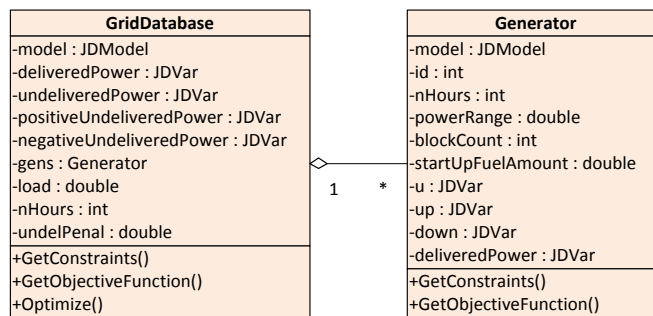 GridDatabase
-model : JDModel
-deliveredPower : JDVar
-undeliveredPower : JDVar
-positiveUndeliveredPower : JDVar
-negativeUndeliveredPower : JDVar
-gens : Generator
-load : double
-nHours : int
-undelPenal : double
+GetConstraints()
+GetObjectiveFunction()
+Optimize()
1 *
Generator
-model : JDModel
-id : int
-nHours : int
-powerRange : double
-blockCount : int
-startUpFuelAmount : double
-u : JDVar
-up : JDVar
-down : JDVar
-deliveredPower : JDVar
+GetConstraints()
+GetObjectiveFunction()